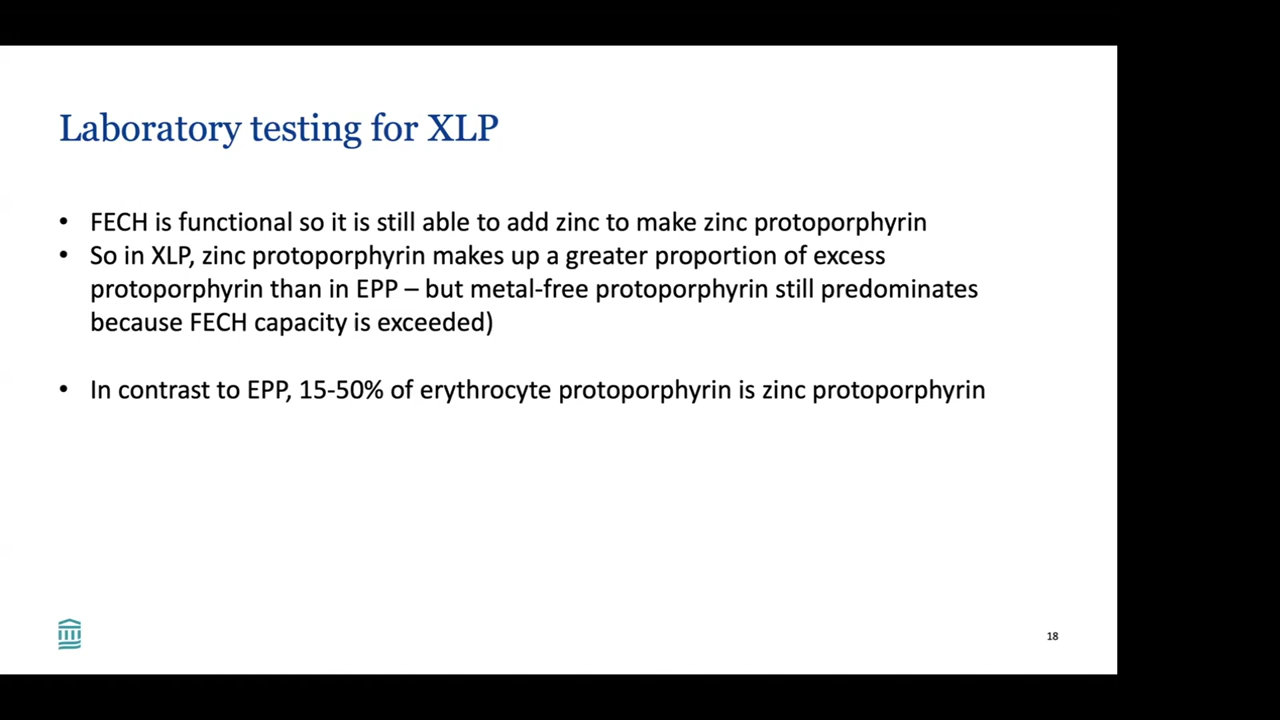 Laboratory testing for XLP
• FECH is functional so it is still able to add zinc to make zinc protoporphyrin
• So in XLP, zinc protoporphyrin makes up a greater proportion of excess
protoporphyrin than in EPP – but metal-free protoporphyrin still predominates
because FECH capacity is exceeded)
• In contrast to EPP, 15-50% of erythrocyte protoporphyrin is zinc protoporphyrin
18